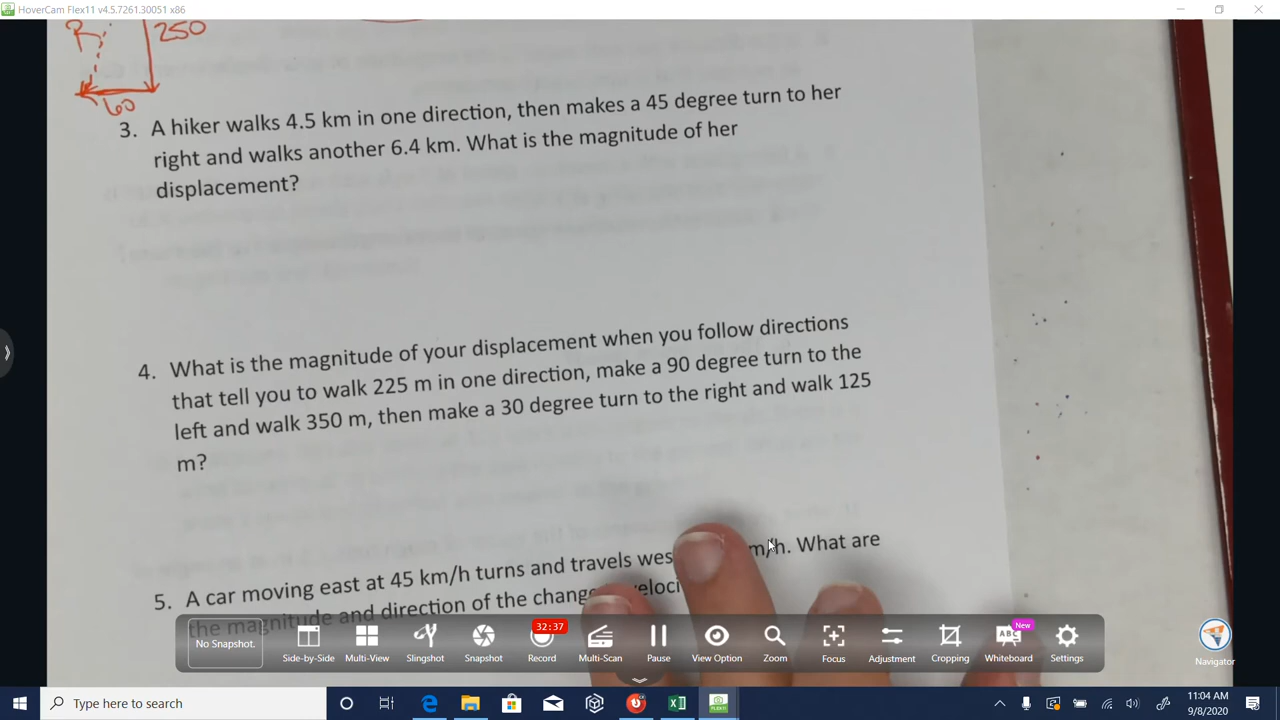 HoverCam Flex11
v4.5.7261.30051 x86
R
250
60
3. A hiker walks 4.5 km in one direction, then makes a 45 degree turn to her
right and walks another 6.4 km. What is the magnitude of her
displacement?
4. What is the magnitude of your displacement when you follow directions
that tell you to walk 225 m in one direction, make a 90 degree turn to the
left and walk 350 m, then make a 30 degree turn to the right and walk 125
m?
5. A car moving east at 45 km/h turns and travels wes m/h. What are
the magnitude and direction of the change veloci
No Snapshot.
Side-by-Side
Multi-View
Slingshot
Snapshot
32:37
Record
Multi-Scan
Pause
View Option
Zoom
Focus
Adjustment
Cropping
New
ABC
Whiteboard
Settings
Navigator
Type here to search
FLEX11
11:04 AM
9/8/2020